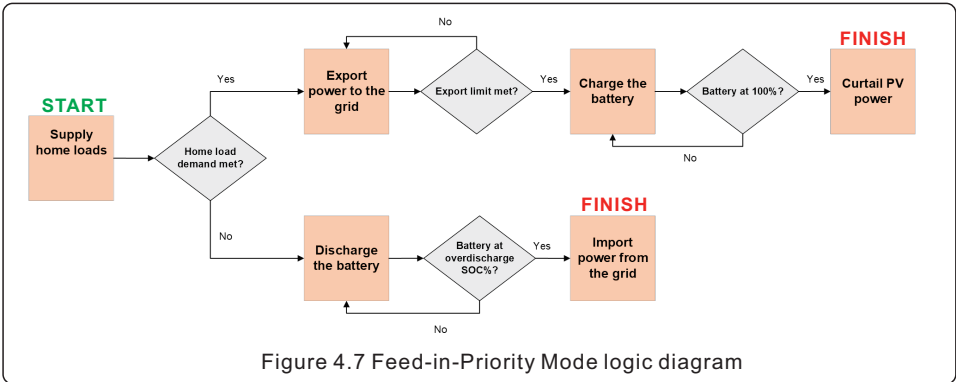 START
Supply
home loads
Home load
demand met?
Yes
Export
power to the
grid
No
Export limit met?
Yes
Charge the
battery
Battery at 100%?
No
Yes
FINISH
Curtail PV
power
No
Discharge
the battery
Battery at
overdischarge
SOC%?
No
Yes
FINISH
Import
power from
the grid
Figure 4.7 Feed-in-Priority Mode logic diagram